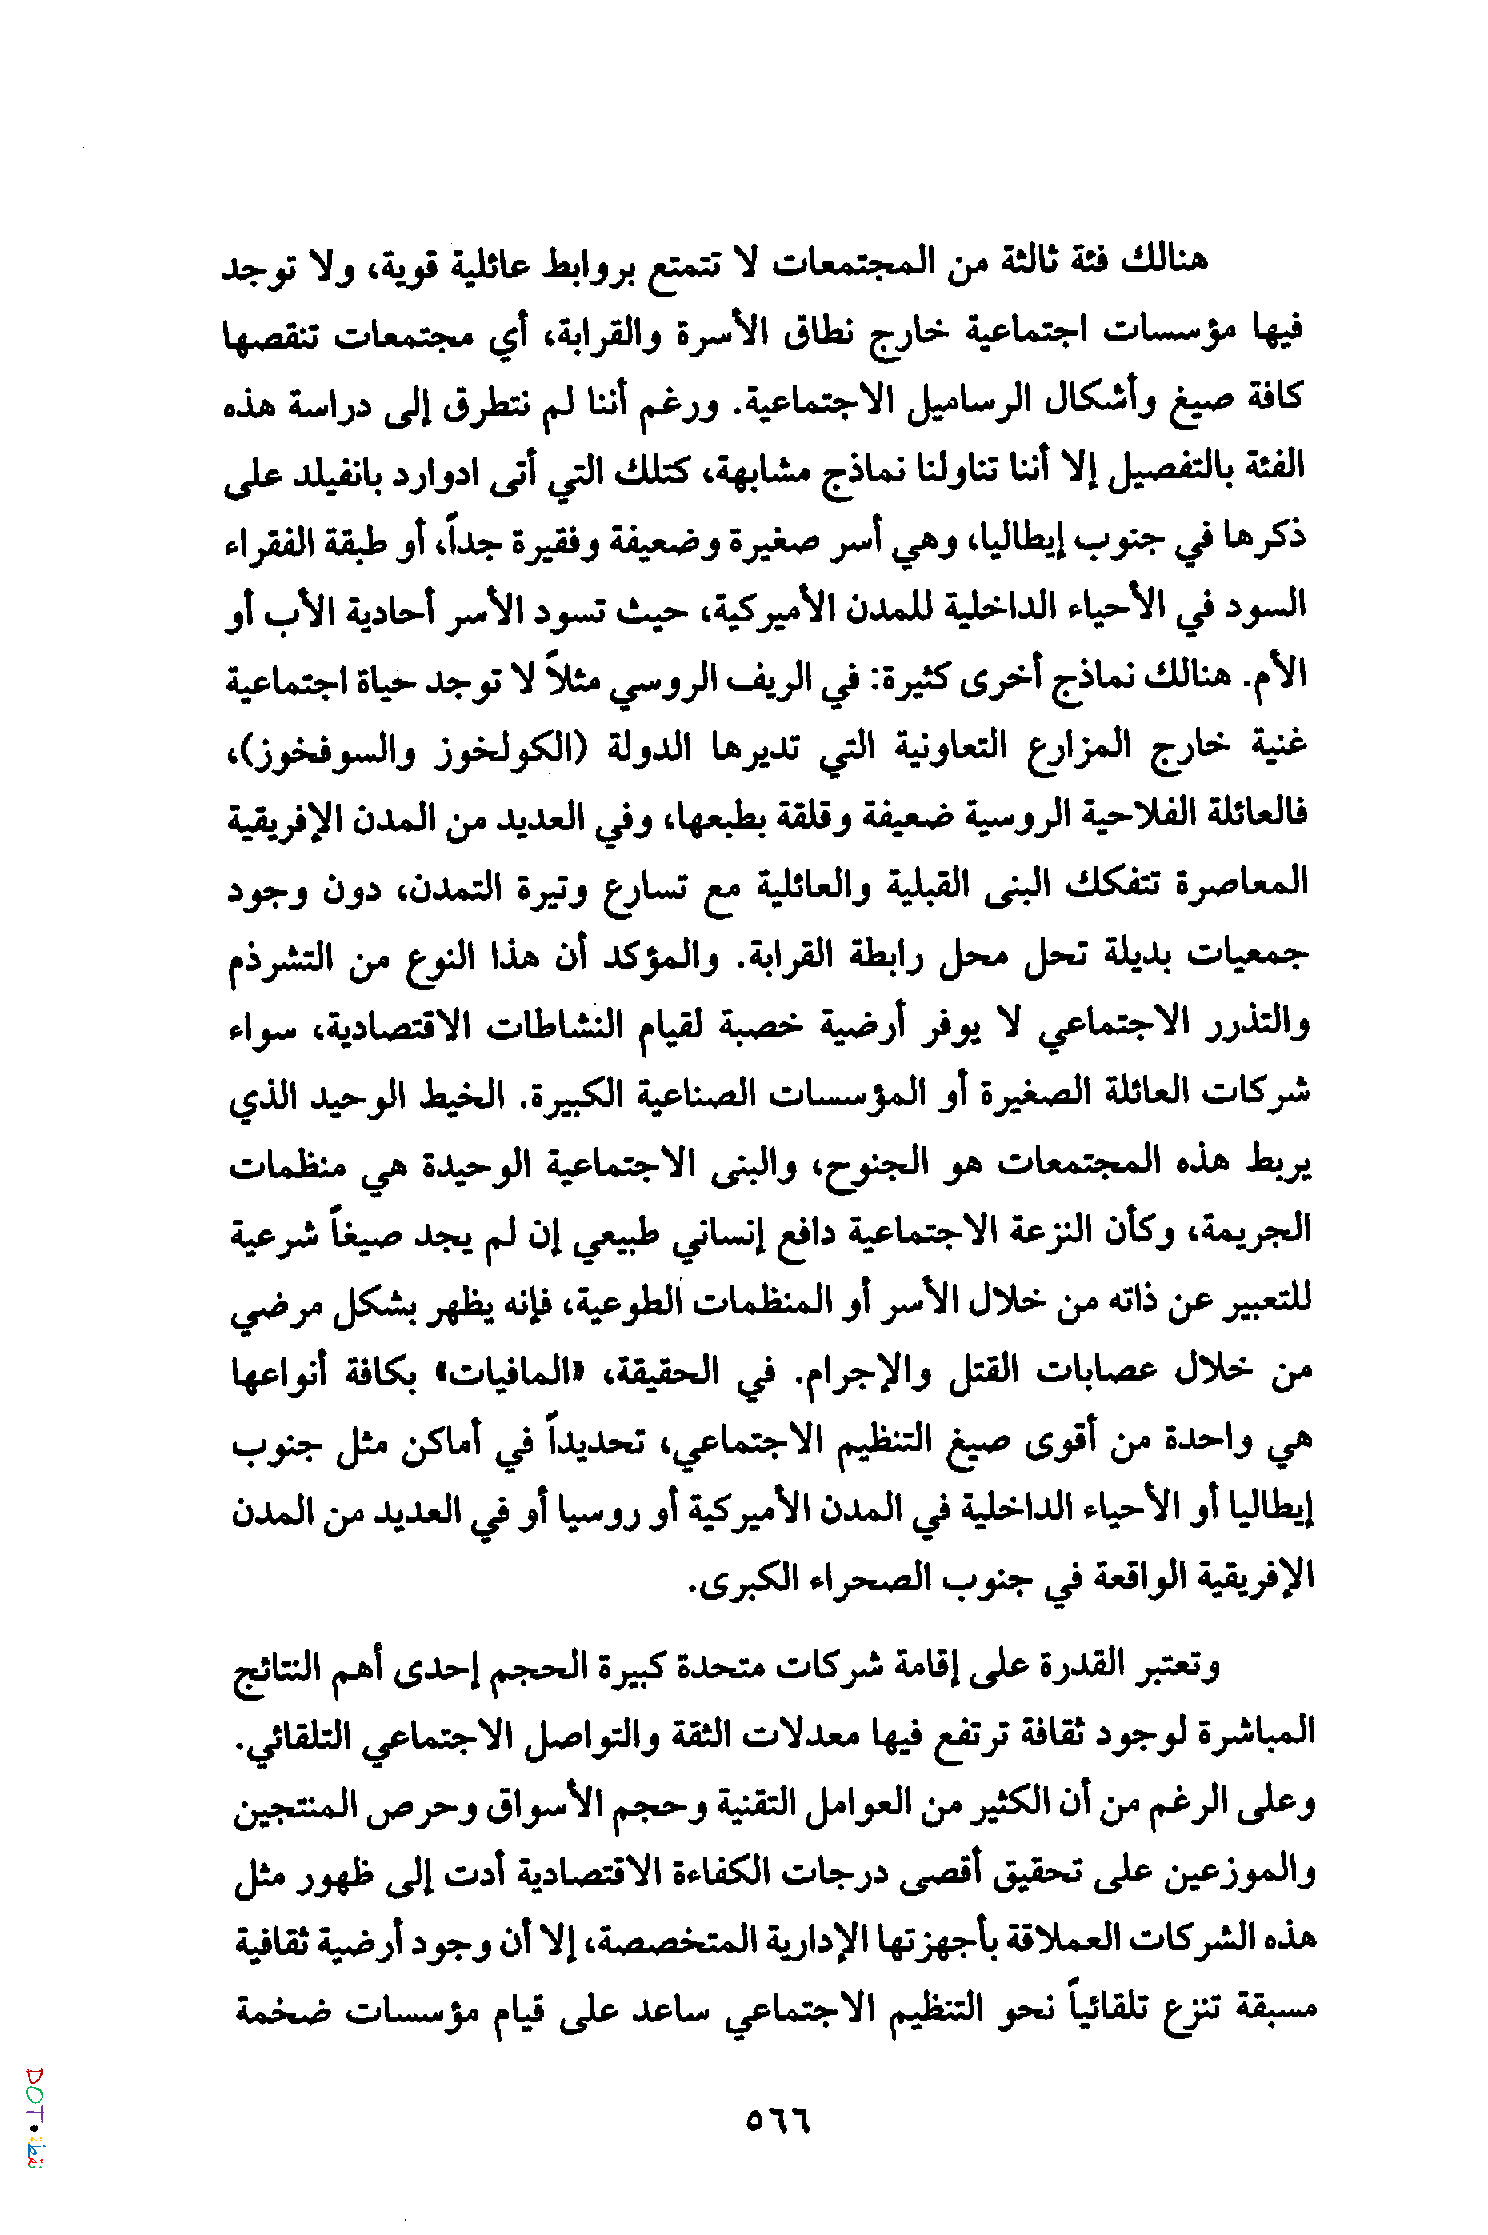 هنالك فئة ثالثة من المجتمعات لا تتمتع بروابط عائلية قوية، ولا توجد
فيها مؤسسات اجتماعية خارج نطاق الأسرة والقرابة، أي مجتمعات تنقصها
كافة صيغ وأشكال الرساميل الاجتماعية. ورغم أننا لم نتطرق إلى دراسة هذه
الفئة بالتفصيل إلا أننا تناولنا نماذج مشابهة، كتلك التي أتى ادوارد بانفيلد على
ذكرها في جنوب إيطاليا، وهي أسر صغيرة وضعيفة وفقيرة جداً، أو طبقة الفقراء
السود في الأحياء الداخلية للمدن الأميركية، حيث تسود الأسر أحادية الأب أو
الأم. هنالك نماذج أخرى كثيرة: في الريف الروسي مثلاً لا توجد حياة اجتماعية
غنية خارج المزارع التعاونية التي تديرها الدولة (الكولخوز والسوفخوز)،
فالعائلة الفلاحية الروسية ضعيفة وقلقة بطبعها، وفي العديد من المدن الإفريقية
المعاصرة تتفكك البنى القبلية والعائلية مع تسارع وتيرة التمدن، دون وجود
جمعيات بديلة تحل محل رابطة القرابة. والمؤكد أن هذا النوع من التشرذم
والتذرر الاجتماعي لا يوفر أرضية خصبة لقيام النشاطات الاقتصادية، سواء
شركات العائلة الصغيرة أو المؤسسات الصناعية الكبيرة. الخيط الوحيد الذي
يربط هذه المجتمعات هو الجنوح، والبنى الاجتماعية الوحيدة هي منظمات
الجريمة، وكأن النزعة الاجتماعية دافع إنساني طبيعي إن لم يجد صيغاً شرعية
للتعبير عن ذاته من خلال الأسر أو المنظمات الطوعية، فإنه يظهر بشكل مرضي
من خلال عصابات القتل والإجرام. في الحقيقة، «المافيات» بكافة أنواعها
هي واحدة من أقوى صيغ التنظيم الاجتماعي، تحديداً في أماكن مثل جنوب
إيطاليا أو الأحياء الداخلية في المدن الأميركية أو روسيا أو في العديد من المدن
الإفريقية الواقعة في جنوب الصحراء الكبرى.
وتعتبر القدرة على إقامة شركات متحدة كبيرة الحجم إحدى أهم النتائج
المباشرة لوجود ثقافة ترتفع فيها معدلات الثقة والتواصل الاجتماعي التلقائي.
وعلى الرغم من أن الكثير من العوامل التقنية وحجم الأسواق وحرص المنتجين
والموزعين على تحقيق أقصى درجات الكفاءة الاقتصادية أدت إلى ظهور مثل
هذه الشركات العملاقة بأجهزتها الإدارية المتخصصة، إلا أن وجود أرضية ثقافية
مسبقة تنزع تلقائياً نحو التنظيم الاجتماعي ساعد على قيام مؤسسات ضخمة
٥٦٦
DOT•نقطة